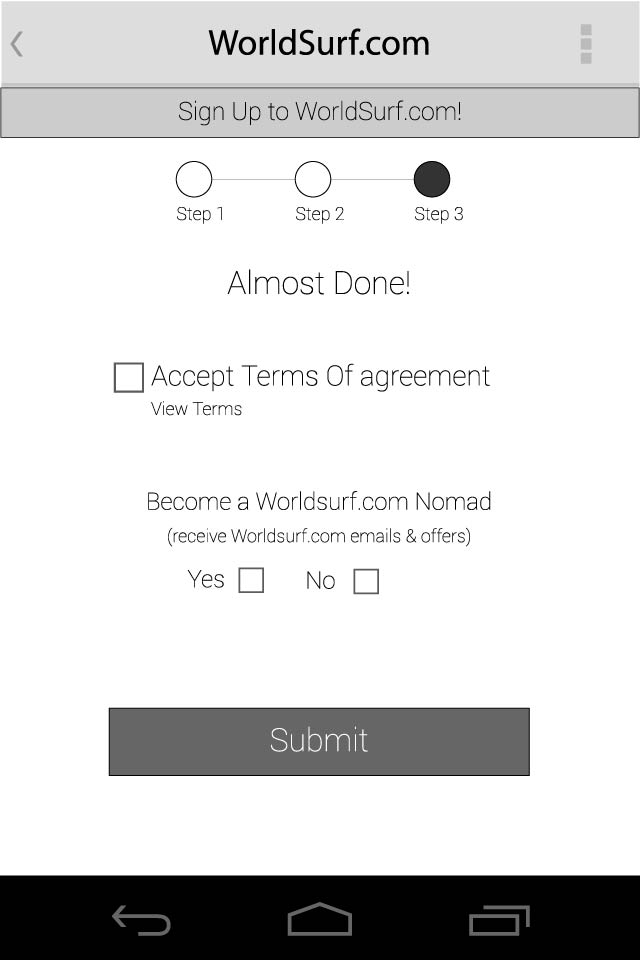 WorldSurf.com
Sign Up to WorldSurf.com!
Step 1 Step 2 Step 3
Almost Done!
Accept Terms Of agreement
View Terms
Become a Worldsurf.com Nomad
(receive Worldsurf.com emails & offers)
Yes No
Submit